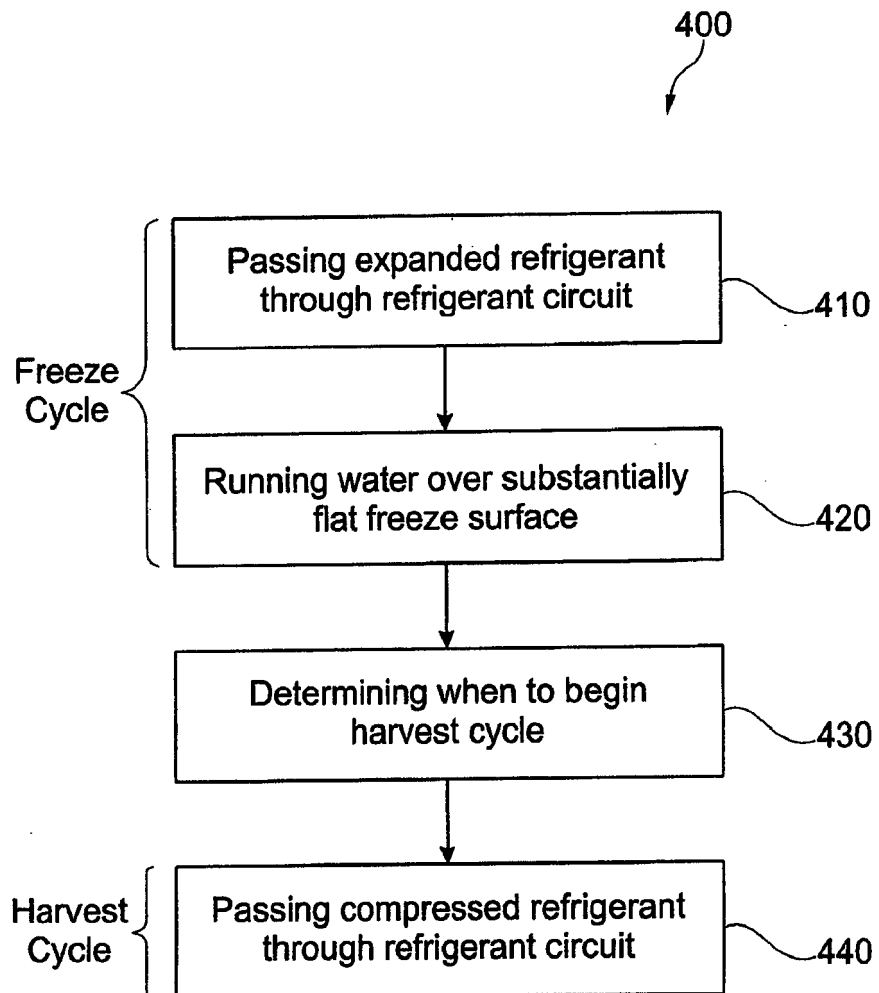 400
Passing expanded refrigerant
through refrigerant circuit
410
Freeze
Cycle
Running water over substantially
flat freeze surface
420
Determining when to begin
harvest cycle
430
Harvest
Cycle
Passing compressed refrigerant
through refrigerant circuit
440